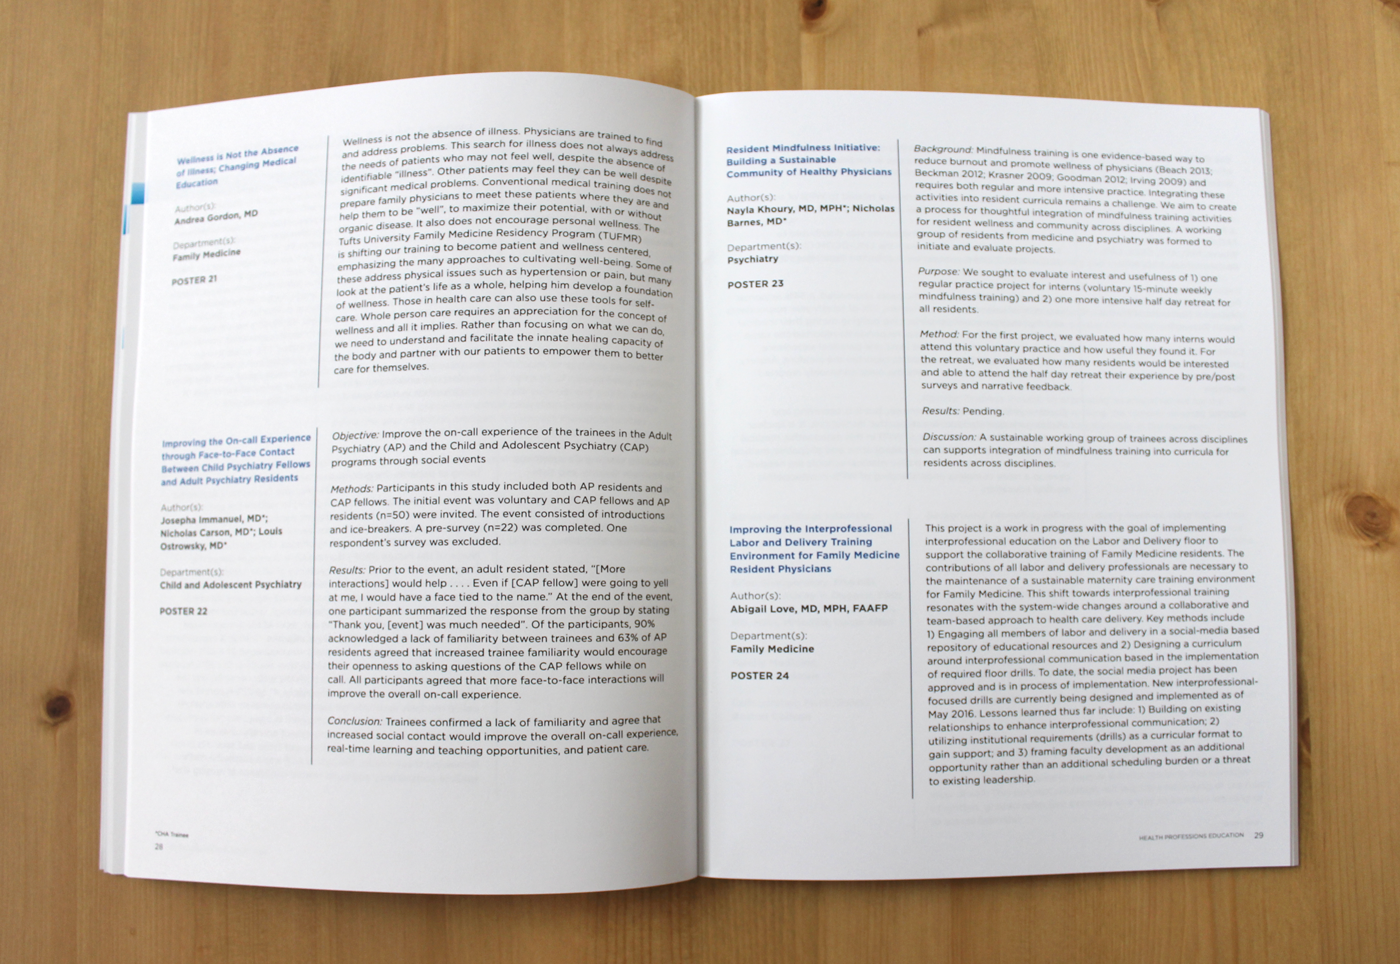 Wellness is Not the Absence
of Illness; Changing Medical
Education
Author(s):
Andrea Gordon, MD
Department(s):
Family Medicine
POSTER 21
Wellness is not the absence of illness. Physicians are trained to find
and address problems. This search for illness does not always address
the needs of patients who may not feel well, despite the absence of
identifiable "illness". Other patients may feel they can be well despite
significant medical problems. Conventional medical training does not
prepare family physicians to meet these patients where they are and
help them to be "well", to maximize their potential, with or without
organic disease. It also does not encourage personal wellness. The
Tufts University Family Medicine Residency Program (TUFMR)
is shifting our training to become patient and wellness centered,
emphasizing the many approaches to cultivating well-being. Some of
these address physical issues such as hypertension or pain, but many
look at the patient's life as a whole, helping him develop a foundation
of wellness. Those in health care can also use these tools for self-
care. Whole person care requires an appreciation for the concept of
wellness and all it implies. Rather than focusing on what we can do,
we need to understand and facilitate the innate healing capacity of
the body and partner with our patients to empower them to better
care for themselves.
Improving the On-call Experience
through Face-to-Face Contact
Between Child Psychiatry Fellows
and Adult Psychiatry Residents
Author(s):
Josepha Immanuel, MD*;
Nicholas Carson, MD*; Louis
Ostrowsky, MD*
Department(s):
Child and Adolescent Psychiatry
POSTER 22
Objective: Improve the on-call experience of the trainees in the Adult
Psychiatry (AP) and the Child and Adolescent Psychiatry (CAP)
programs through social events
Methods: Participants in this study included both AP residents and
CAP fellows. The initial event was voluntary and CAP fellows and AP
residents (n=50) were invited. The event consisted of introductions
and ice-breakers. A pre-survey (n=22) was completed. One
respondent's survey was excluded.
Results: Prior to the event, an adult resident stated, "[More
interactions] would help . . . . Even if [CAP fellow] were going to yell
at me, I would have a face tied to the name." At the end of the event,
one participant summarized the response from the group by stating
"Thank you, [event] was much needed". Of the participants, 90%
acknowledged a lack of familiarity between trainees and 63% of AP
residents agreed that increased trainee familiarity would encourage
their openness to asking questions of the CAP fellows while on
call. All participants agreed that more face-to-face interactions will
improve the overall on-call experience.
Conclusion: Trainees confirmed a lack of familiarity and agree that
increased social contact would improve the overall on-call experience,
real-time learning and teaching opportunities, and patient care.
*CHA Trainee
28
Resident Mindfulness Initiative:
Building a Sustainable
Community of Healthy Physicians
Author(s):
Nayla Khoury, MD, MPH*; Nicholas
Barnes, MD*
Department(s):
Psychiatry
POSTER 23
Background: Mindfulness training is one evidence-based way to
reduce burnout and promote wellness of physicians (Beach 2013;
Beckman 2012; Krasner 2009; Goodman 2012; Irving 2009) and
requires both regular and more intensive practice. Integrating these
activities into resident curricula remains a challenge. We aim to create
a process for thoughtful integration of mindfulness training activities
for resident wellness and community across disciplines. A working
group of residents from medicine and psychiatry was formed to
initiate and evaluate projects.
Purpose: We sought to evaluate interest and usefulness of 1) one
regular practice project for interns (voluntary 15-minute weekly
mindfulness training) and 2) one more intensive half day retreat for
all residents.
Method: For the first project, we evaluated how many interns would
attend this voluntary practice and how useful they found it. For
the retreat, we evaluated how many residents would be interested
and able to attend the half day retreat their experience by pre/post
surveys and narrative feedback.
Results: Pending.
Discussion: A sustainable working group of trainees across disciplines
can supports integration of mindfulness training into curricula for
residents across disciplines.
Improving the Interprofessional
Labor and Delivery Training
Environment for Family Medicine
Resident Physicians
Author(s):
Abigail Love, MD, MPH, FAAFP
Department(s):
Family Medicine
POSTER 24
This project is a work in progress with the goal of implementing
interprofessional education on the Labor and Delivery floor to
support the collaborative training of Family Medicine residents. The
contributions of all labor and delivery professionals are necessary to
the maintenance of a sustainable maternity care training environment
for Family Medicine. This shift towards interprofessional training
resonates with the system-wide changes around a collaborative and
team-based approach to health care delivery. Key methods include
1) Engaging all members of labor and delivery in a social-media based
repository of educational resources and 2) Designing a curriculum
around interprofessional communication based in the implementation
of required floor drills. To date, the social media project has been
approved and is in process of implementation. New interprofessional-
focused drills are currently being designed and implemented as of
May 2016. Lessons learned thus far include: 1) Building on existing
relationships to enhance interprofessional communication; 2)
utilizing institutional requirements (drills) as a curricular format to
gain support; and 3) framing faculty development as an additional
opportunity rather than an additional scheduling burden or a threat
to existing leadership.
HEALTH PROFESSIONS EDUCATION 29